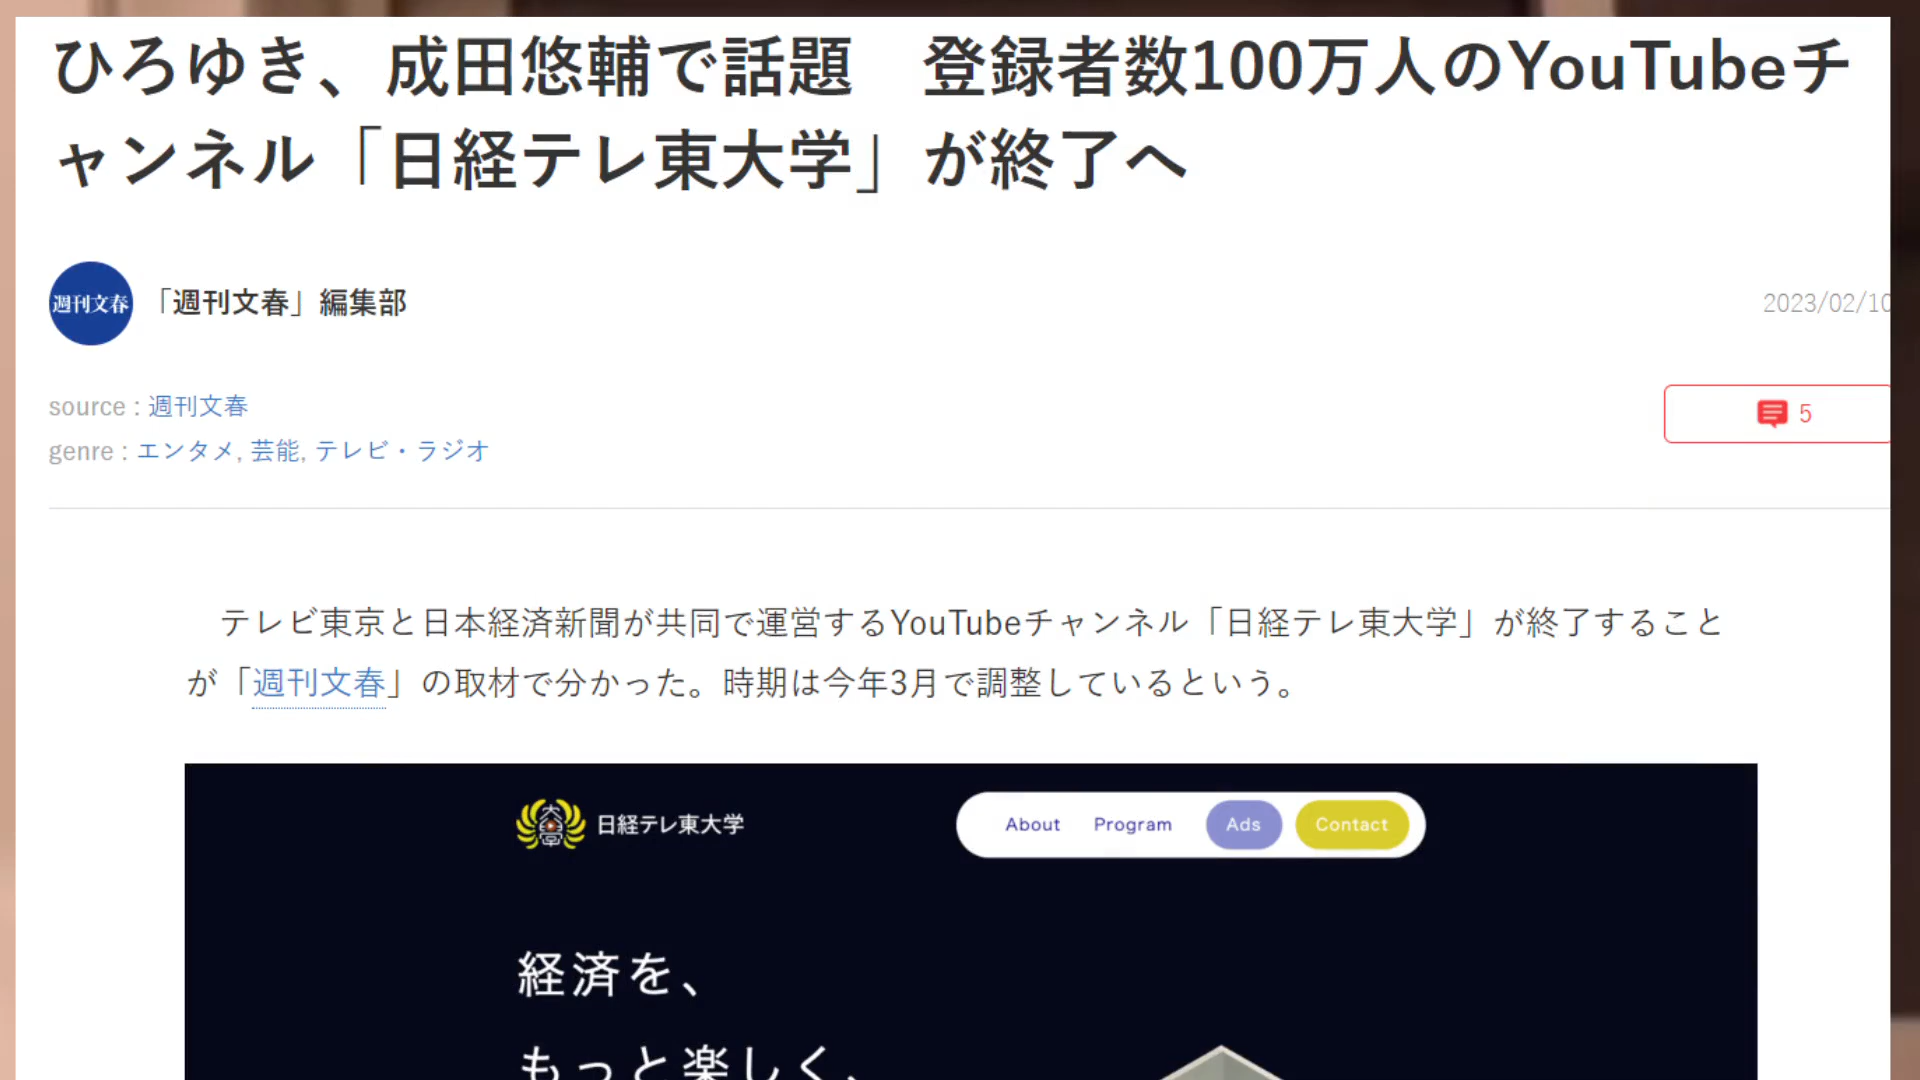 ひろゆき、成田悠輔で話題　登録者数100万人のYouTubeチ
ャンネル「日経テレ東大学」が終了へ
週刊文春
「週刊文春」編集部
2023/02/10
source : 週刊文春
5
genre : エンタメ, 芸能, テレビ・ラジオ
テレビ東京と日本経済新聞が共同で運営するYouTubeチャンネル「日経テレ東大学」が終了すること
が「週刊文春」の取材で分かった。時期は今年3月で調整しているという。
日経テレ東大学
About Program Ads Contact
経済を、
もっと楽しく、